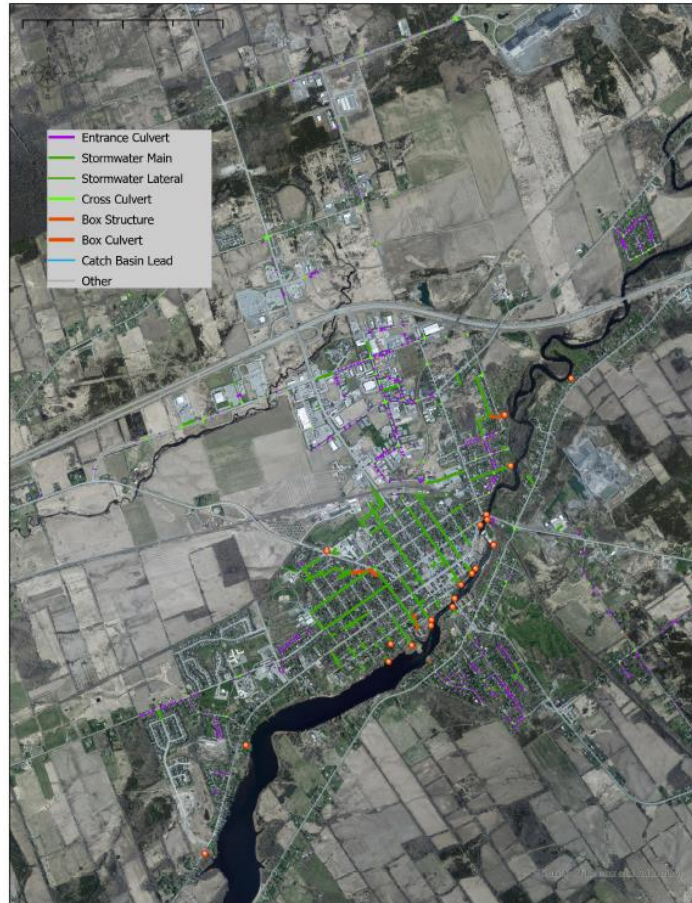 Entrance Culvert
Stormwater Main
Stormwater Lateral
Cross Culvert
Box Structure
Box Culvert
Catch Basin Lead
Other